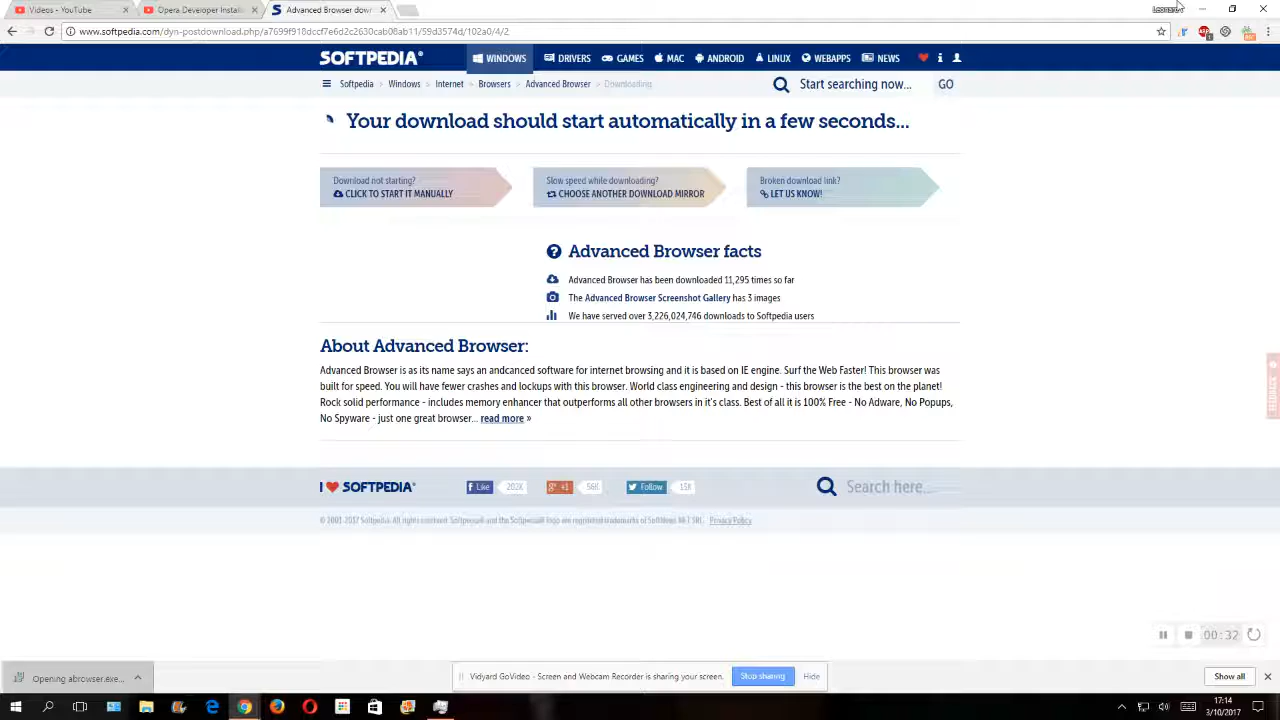 Videos - YouTube
Opera Developer Install
Advanced Browser dow
www.softpedia.com/dyn-postdownload.php/a7699f918dccf7e6d2c2630cab08ab11/59d3574d/102a0/4/2
SOFTPEDIA®
WINDOWS DRIVERS GAMES MAC ANDROID LINUX WEBAPPS NEWS
Softpedia > Windows > Internet > Browsers > Advanced Browser > Downloading
Start searching now... GO
Your download should start automatically in a few seconds...
Download not starting?
CLICK TO START IT MANUALLY
Slow speed while downloading?
CHOOSE ANOTHER DOWNLOAD MIRROR
Broken download link?
LET US KNOW!
Advanced Browser facts
Advanced Browser has been downloaded 11,295 times so far
The Advanced Browser Screenshot Gallery has 3 images
We have served over 3,226,024,746 downloads to Softpedia users
About Advanced Browser:
Advanced Browser is as its name says an andcanced software for internet browsing and it is based on IE engine. Surf the Web Faster! This browser was
built for speed. You will have fewer crashes and lockups with this browser. World class engineering and design - this browser is the best on the planet!
Rock solid performance - includes memory enhancer that outperforms all other browsers in it's class. Best of all it is 100% Free - No Adware, No Popups,
No Spyware - just one great browser... read more »
FEEDBACK
I SOFTPEDIA®
Like 202K
+1 56K
Follow 15K
Search here...
© 2001-2017 Softpedia. All rights reserved. Softpedia® and the Softpedia® logo are registered trademarks of SoftNews NET SRL. Privacy Policy
00:32
Vidyard GoVideo - Screen and Webcam Recorder is sharing your screen.
Stop sharing
Hide
Show all
17:14
3/10/2017